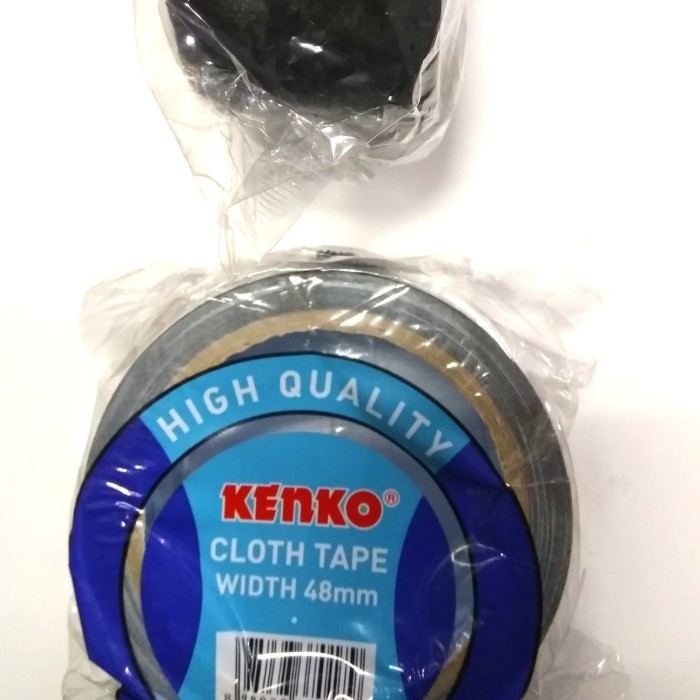 HIGH QUALITY
KENKO®
CLOTH TAPE
WIDTH 48mm